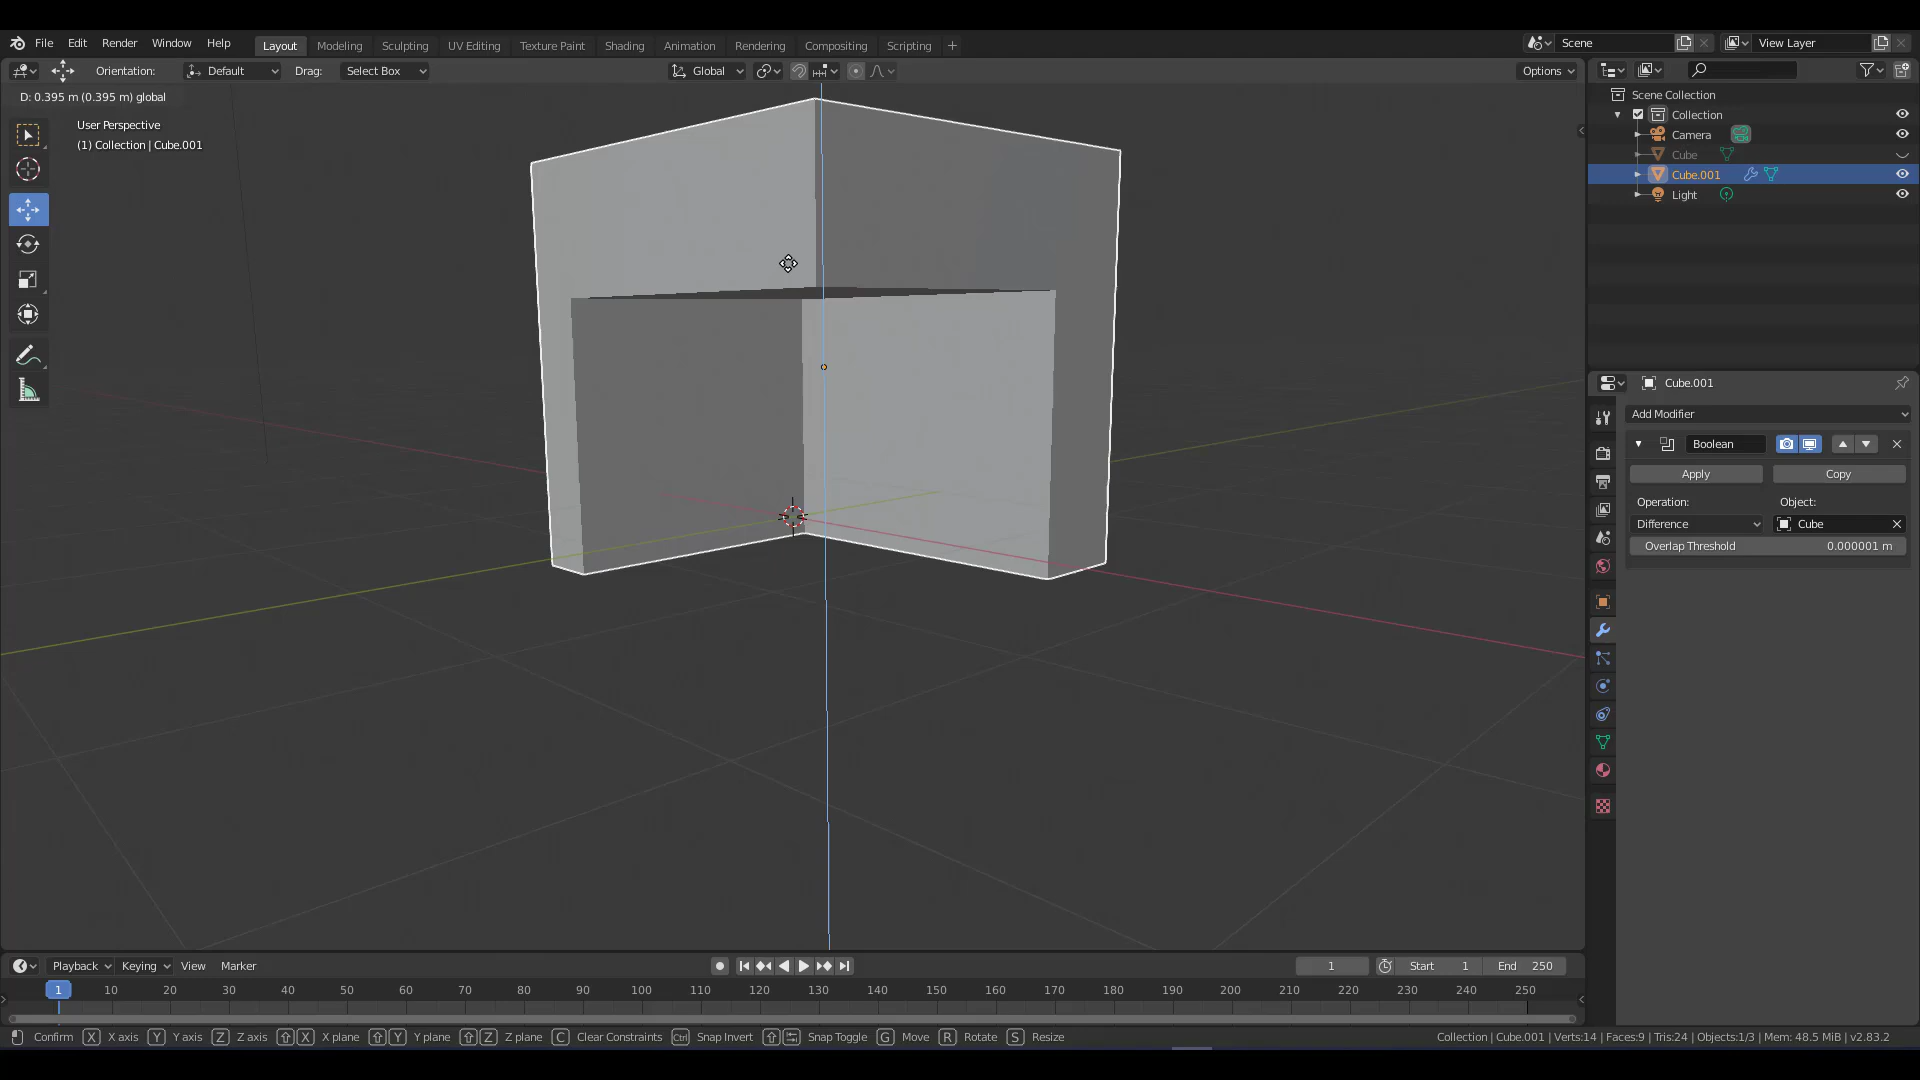 File Edit Render Window Help Layout Modeling Sculpting UV Editing Texture Paint Shading Animation Rendering Compositing Scripting + Scene View Layer
Orientation: Default Drag: Select Box Global Options
D: 0.395 m (0.395 m) global
Scene Collection
User Perspective
(1) Collection | Cube.001
Collection
Camera
Cube
Cube.001
Light
Cube.001
Add Modifier
Boolean
Apply Copy
Operation: Object:
Difference Cube
Overlap Threshold 0.000001 m
Playback Keying View Marker 1 Start 1 End 250
1 10 20 30 40 50 60 70 80 90 100 110 120 130 140 150 160 170 180 190 200 210 220 230 240 250
Confirm X X axis Y Y axis Z Z axis X X plane Y Y plane Z Z plane C Clear Constraints Ctrl Snap Invert Snap Toggle G Move R Rotate S Resize Collection | Cube.001 | Verts:14 | Faces:9 | Tris:24 | Objects:1/3 | Mem: 48.5 MiB | v2.83.2